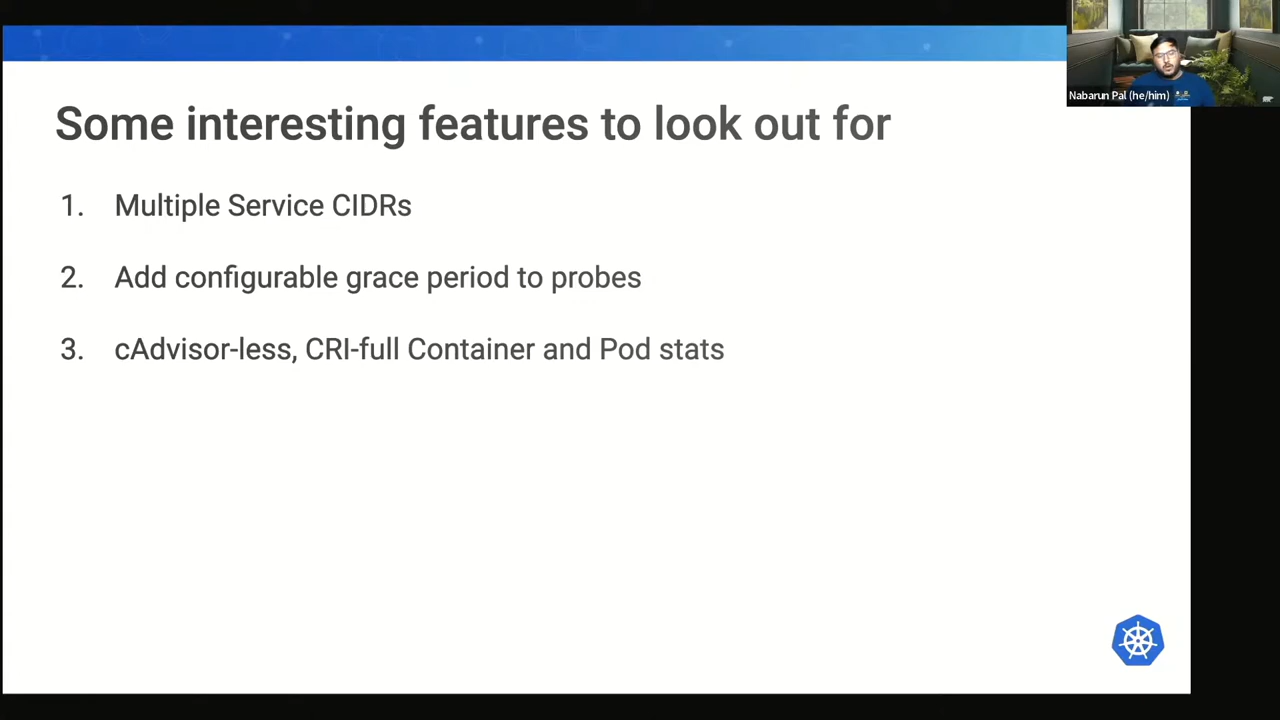 Nabarun Pal (he/him)
Some interesting features to look out for
1. Multiple Service CIDRs
2. Add configurable grace period to probes
3. cAdvisor-less, CRI-full Container and Pod stats